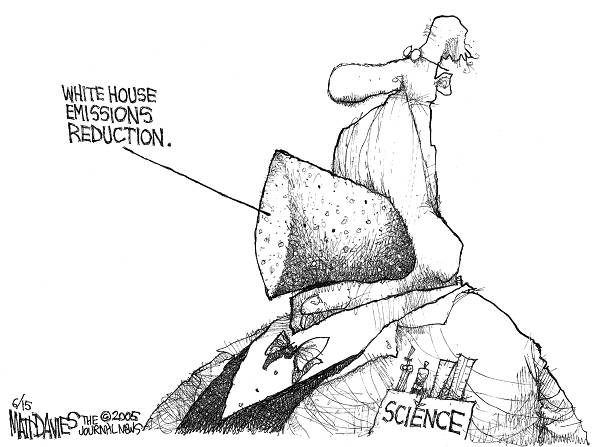 WHITE HOUSE
EMISSIONS
REDUCTION.
SCIENCE
6/15
MATT DAVIES THE ©2005
JOURNAL NEWS